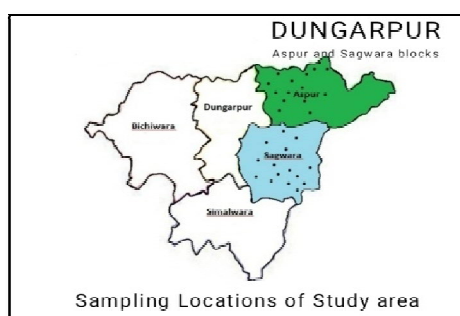 DUNGARPUR
Aspur and Sagwara blocks
Aspur
Dungarpur
Bichiwara
Sagwara
Simalwara
Sampling Locations of Study area